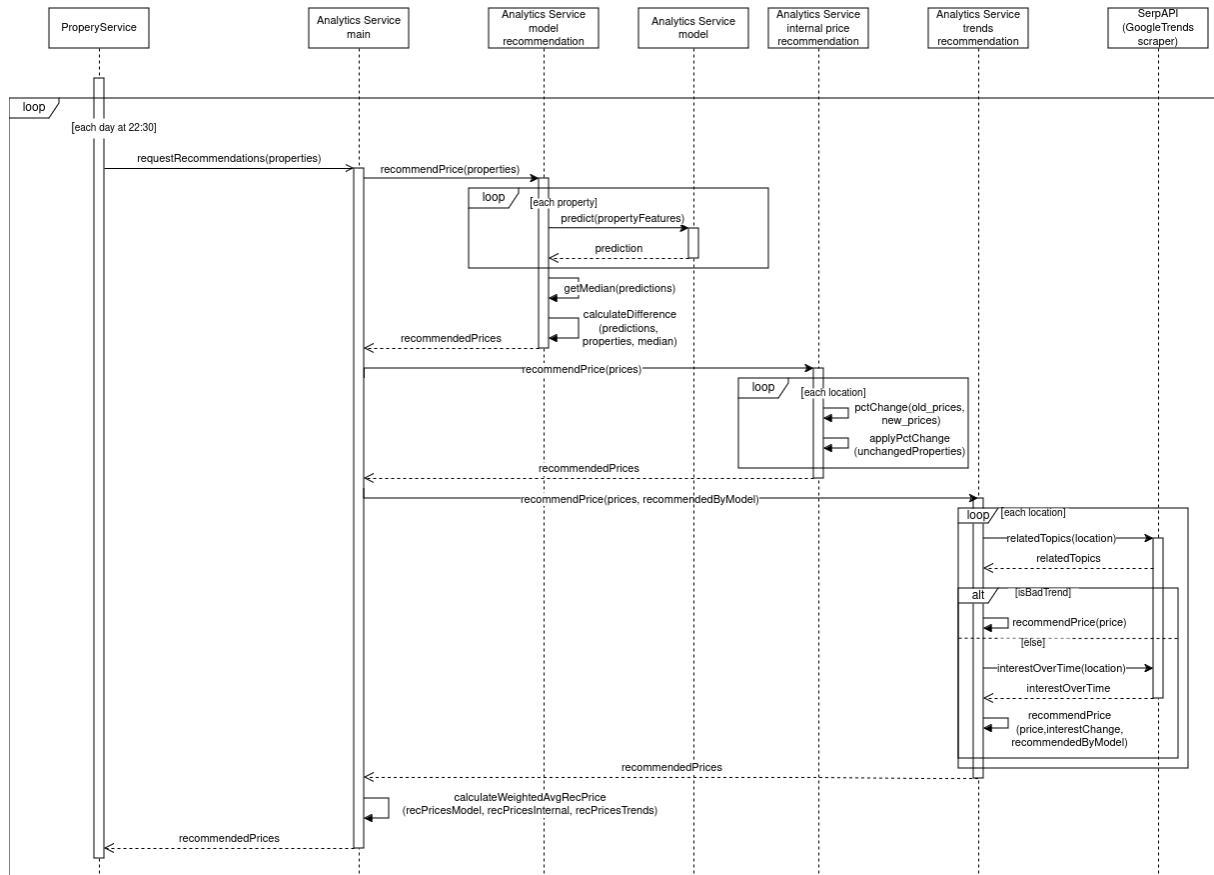 ProperyService
Analytics Service
main
Analytics Service
model
recommendation
Analytics Service
model
Analytics Service
internal price
recommendation
Analytics Service
trends
recommendation
SerpAPI
(GoogleTrends
scraper)
loop
[each day at 22:30]
requestRecommendations(properties)
recommendPrice(properties)
loop
[each property]
predict(propertyFeatures)
prediction
getMedian(predictions)
calculateDifference
(predictions,
properties, median)
recommendedPrices
recommendPrice(prices)
loop
[each location]
pctChange(old_prices,
new_prices)
applyPctChange
(unchangedProperties)
recommendedPrices
recommendPrice(prices, recommendedByModel)
loop
[each location]
relatedTopics(location)
relatedTopics
alt
[isBadTrend]
recommendPrice(price)
[else]
interestOverTime(location)
interestOverTime
recommendPrice
(price,interestChange,
recommendedByModel)
recommendedPrices
calculateWeightedAvgRecPrice
(recPricesModel, recPricesInternal, recPricesTrends)
recommendedPrices